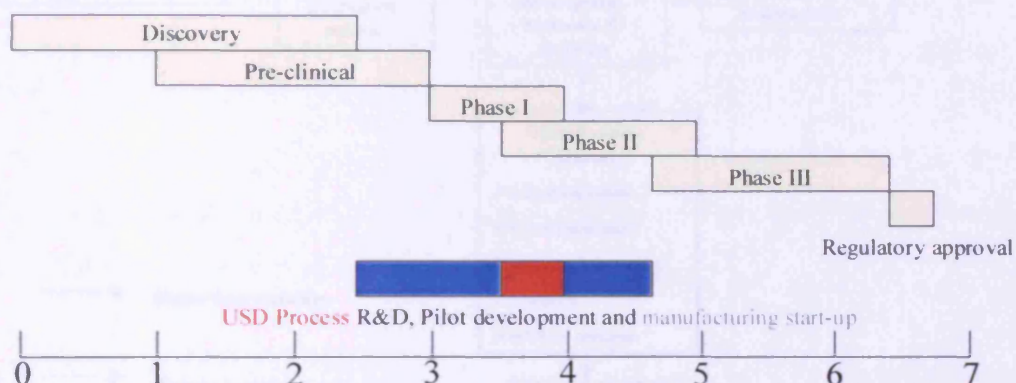 Discovery
Pre-clinical
Phase I
Phase II
Phase III
Regulatory approval
USD Process R&D, Pilot development and manufacturing start-up
0 1 2 3 4 5 6 7